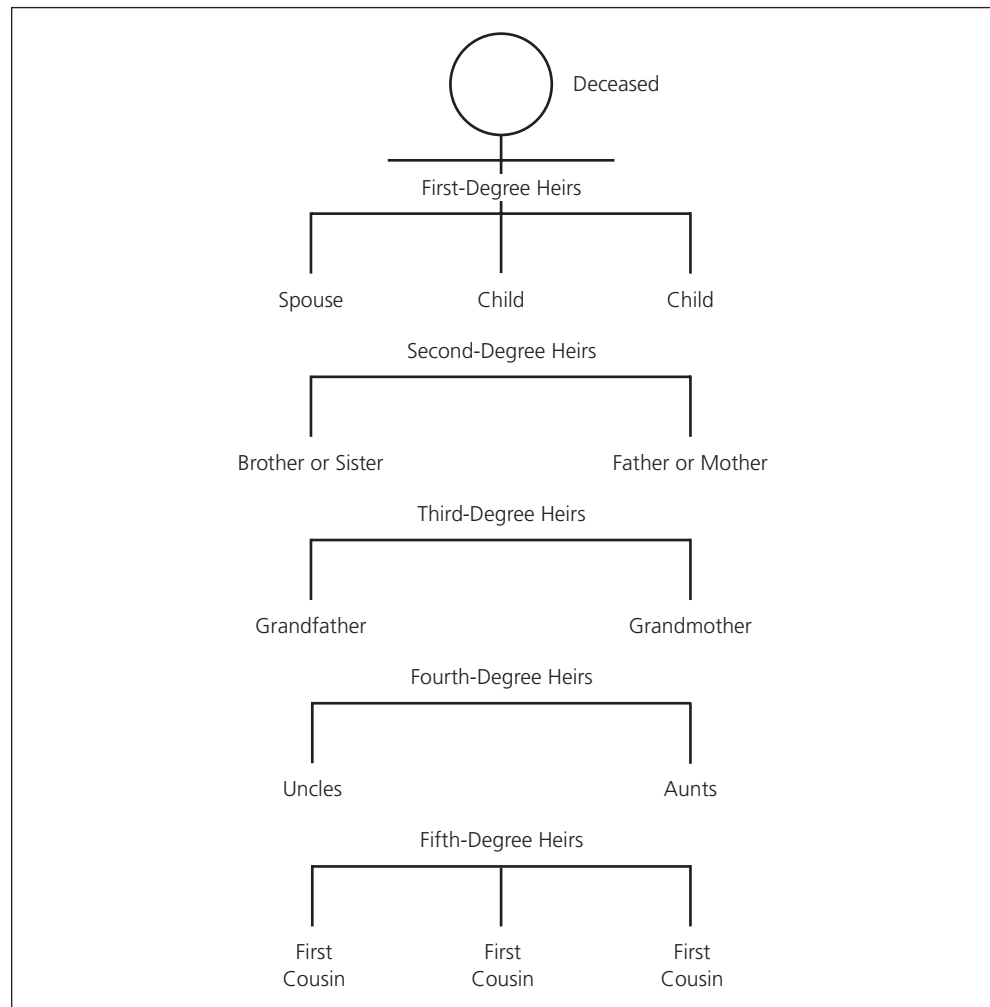 Deceased
First-Degree Heirs
Spouse Child Child
Second-Degree Heirs
Brother or Sister Father or Mother
Third-Degree Heirs
Grandfather Grandmother
Fourth-Degree Heirs
Uncles Aunts
Fifth-Degree Heirs
First First First
Cousin Cousin Cousin